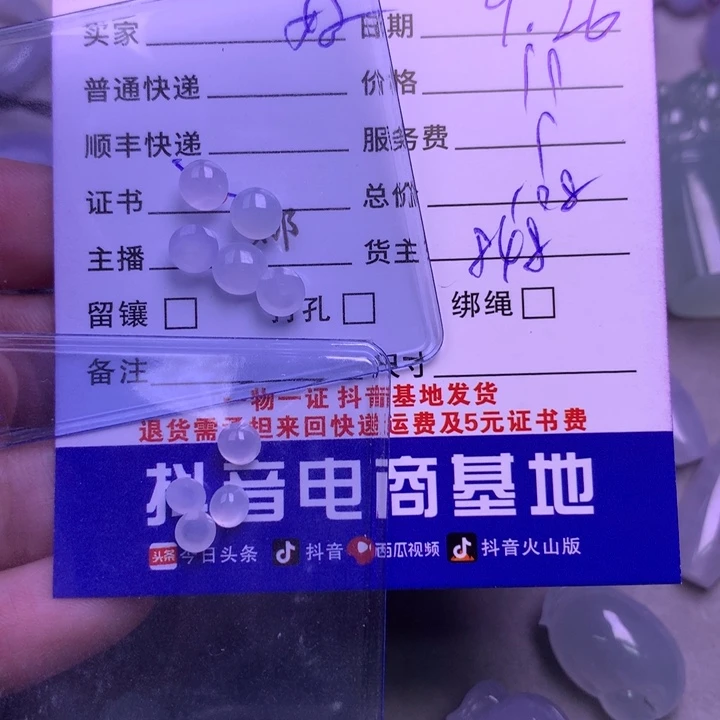 实家 日期 9.26
普通快递 价格
顺丰快递 服务费
证书 总价 108
主播 货主
留镶 孔 绑绳
备注 尺寸
一物一证 抖音基地发货
退货需承担来回快递运费及5元证书费
抖音电商基地
头条 今日头条 抖音 西瓜视频 抖音火山版